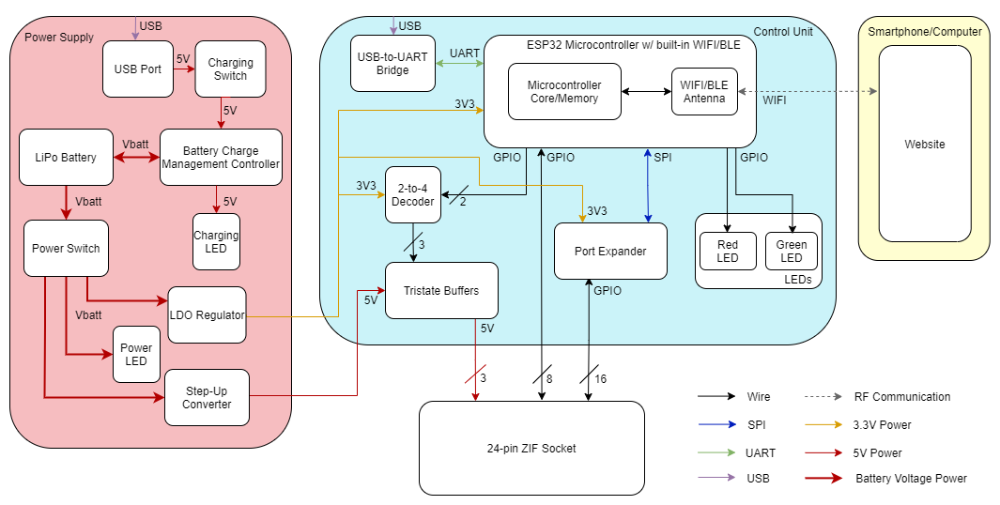 Power Supply
USB
USB Port
5V
Charging
Switch
5V
LiPo Battery
Vbatt
Battery Charge
Management Controller
Vbatt
5V
Charging
LED
Power Switch
Vbatt
LDO Regulator
Power
LED
Step-Up
Converter
USB
Control Unit
USB-to-UART
Bridge
UART
ESP32 Microcontroller w/ built-in WIFI/BLE
Microcontroller
Core/Memory
WIFI/BLE
Antenna
WIFI
3V3
GPIO
GPIO
SPI
GPIO
3V3
2-to-4
Decoder
2
3V3
3
Port Expander
Red
LED
Green
LED
LEDs
Tristate Buffers
5V
GPIO
5V
3
8
16
24-pin ZIF Socket
Smartphone/Computer
Website
Wire
RF Communication
SPI
3.3V Power
UART
5V Power
USB
Battery Voltage Power